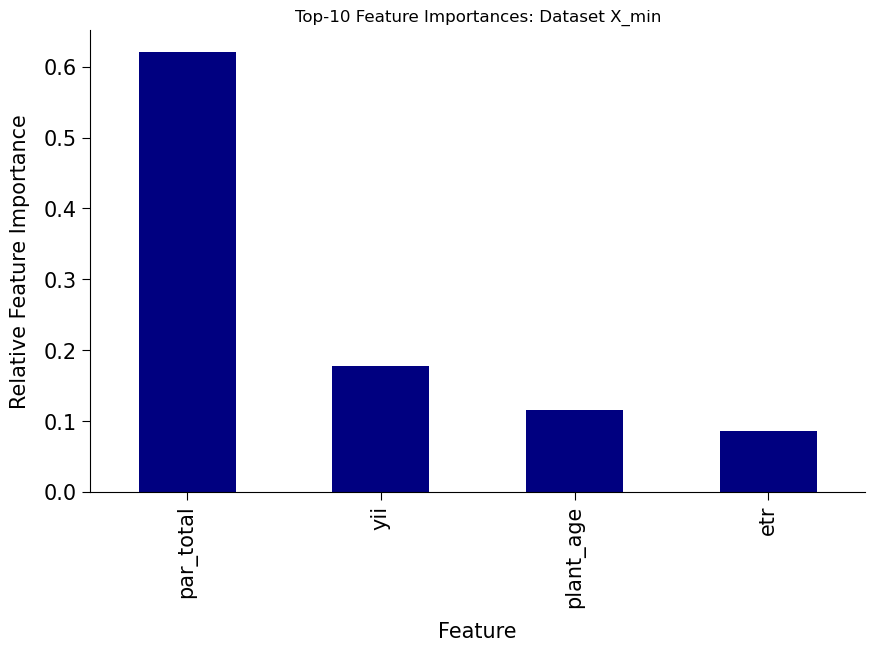 Top-10 Feature Importances: Dataset X_min
Relative Feature Importance
0.6
0.5
0.4
0.3
0.2
0.1
0.0
par_total
yii
plant_age
etr
Feature